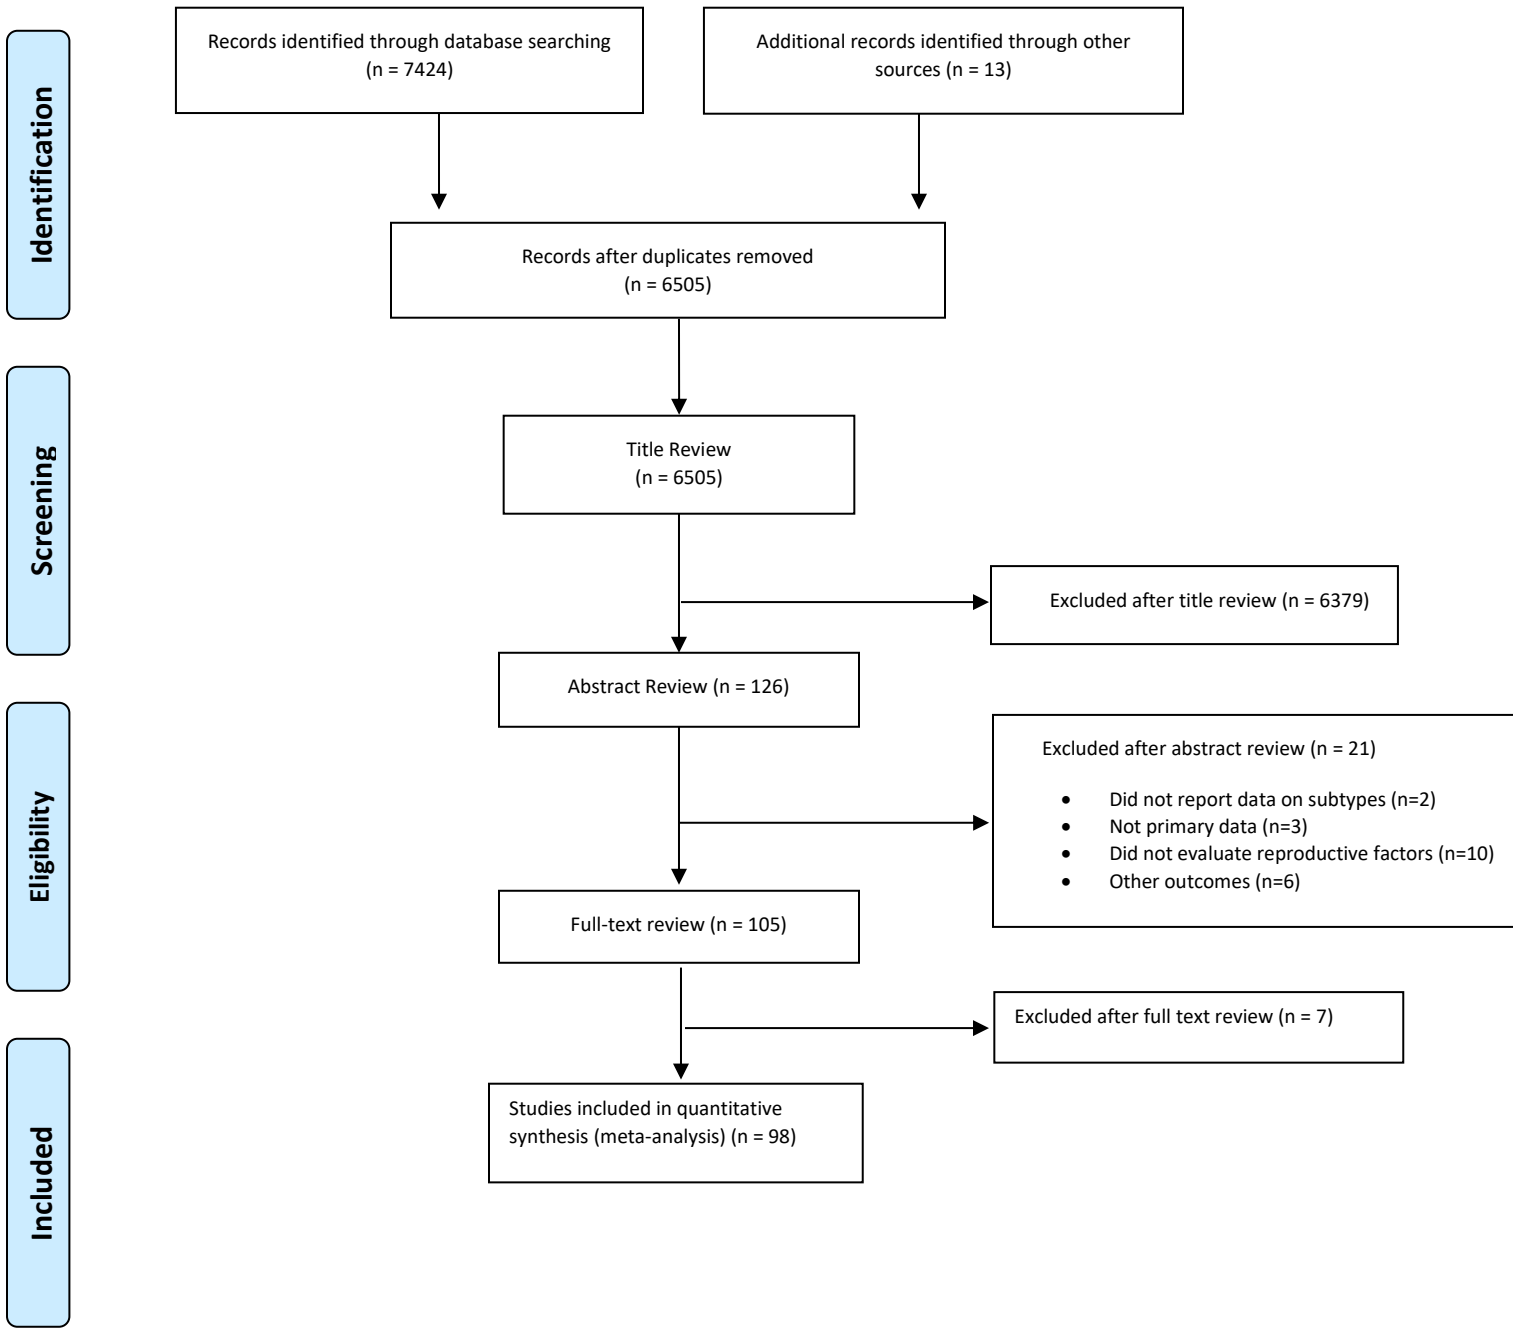 Identification
Records identified through database searching
(n = 7424)
Additional records identified through other
sources (n = 13)
Records after duplicates removed
(n = 6505)
Screening
Title Review
(n = 6505)
Excluded after title review (n = 6379)
Abstract Review (n = 126)
Eligibility
Excluded after abstract review (n = 21)
• Did not report data on subtypes (n=2)
• Not primary data (n=3)
• Did not evaluate reproductive factors (n=10)
• Other outcomes (n=6)
Full-text review (n = 105)
Excluded after full text review (n = 7)
Included
Studies included in quantitative
synthesis (meta-analysis) (n = 98)